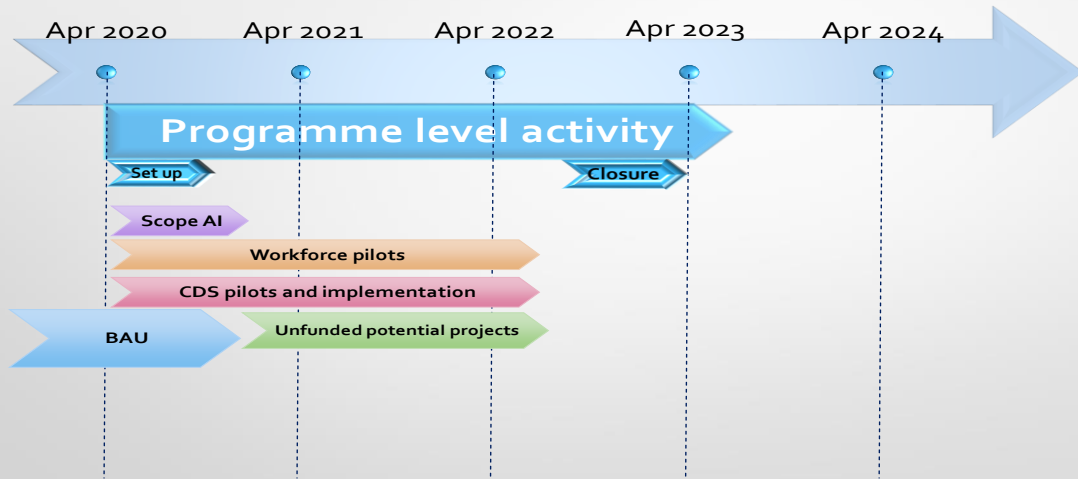 Apr 2020 Apr 2021 Apr 2022 Apr 2023 Apr 2024
Programme level activity
Set up Closure
Scope AI
Workforce pilots
CDS pilots and implementation
BAU Unfunded potential projects